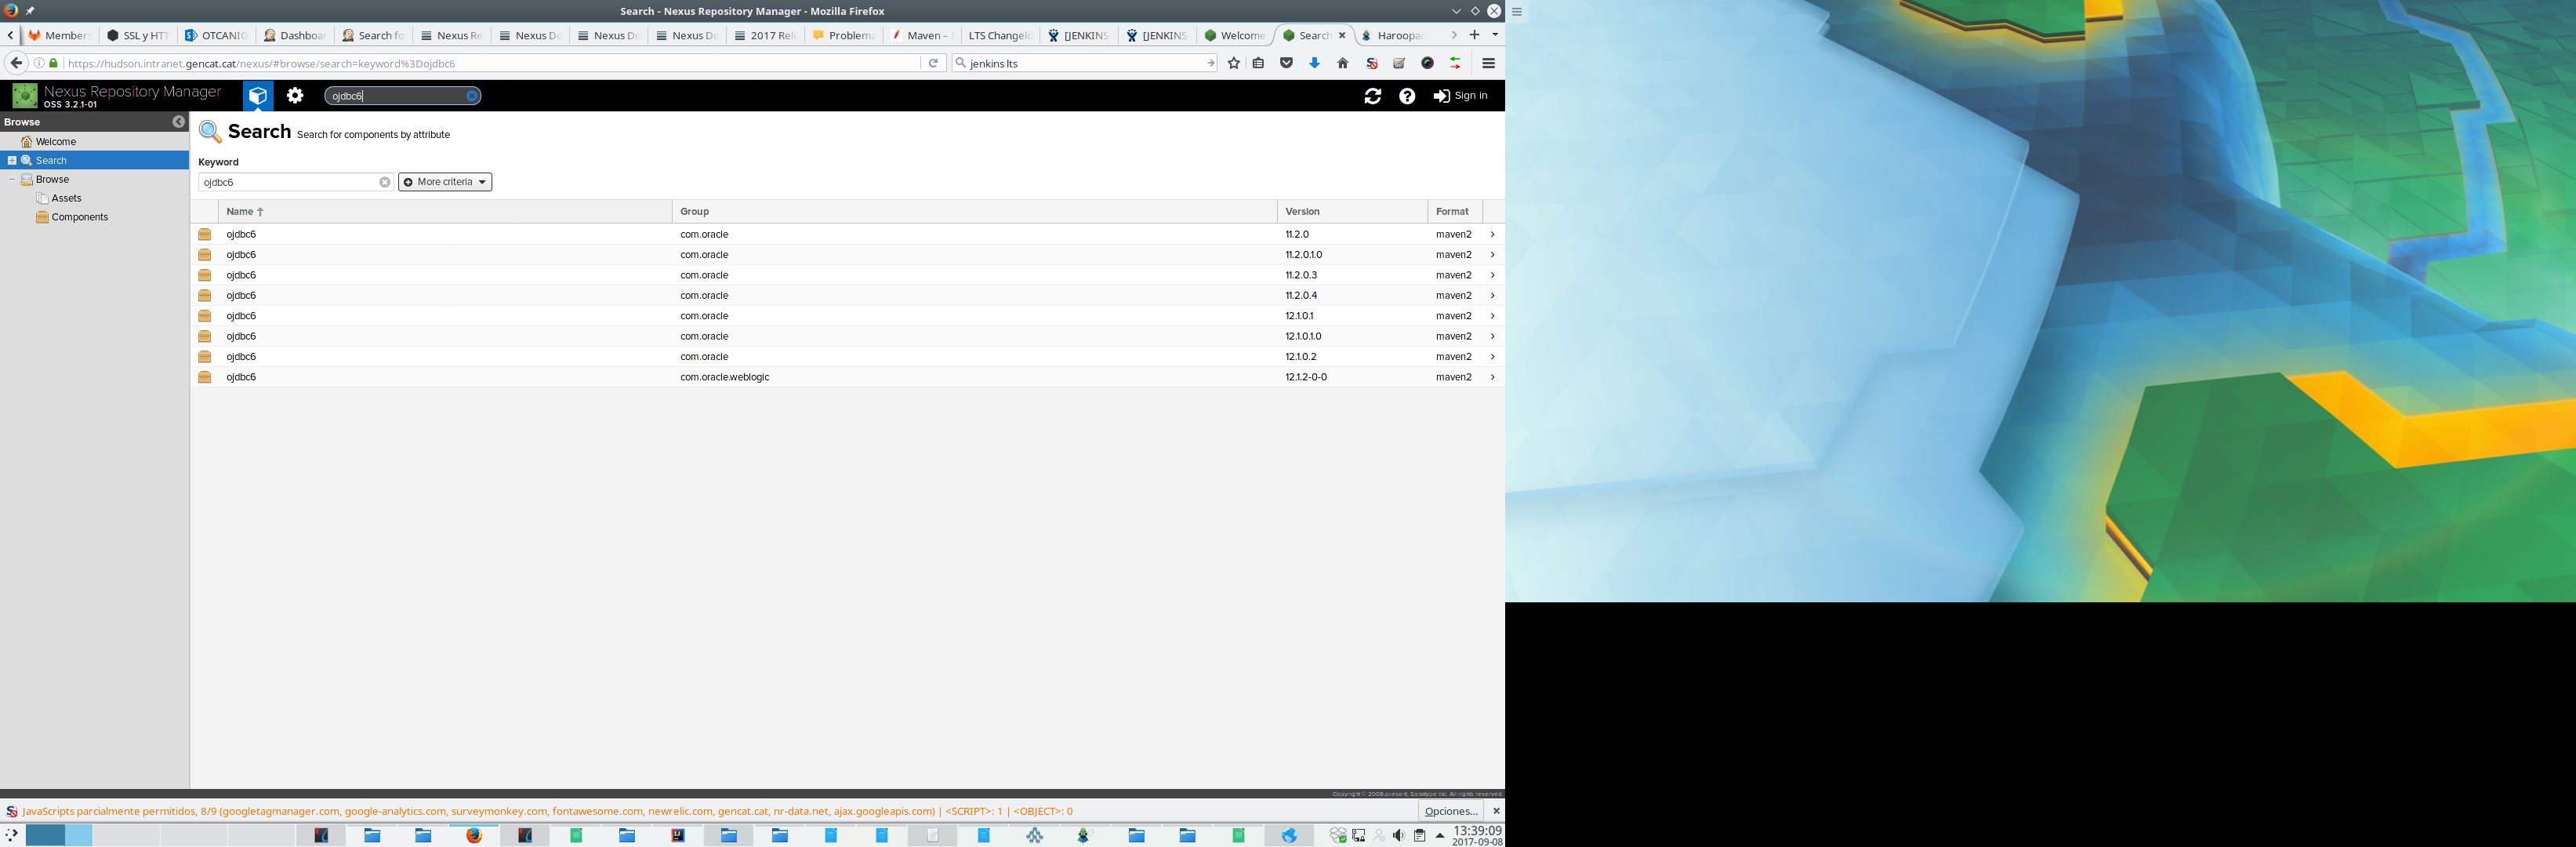 Search - Nexus Repository Manager - Mozilla Firefox
Member SSL y HTT OTCANIG Dashboa Search fo Nexus Re Nexus Do Nexus Do Nexus Do 2017 Rel Problema Maven – LTS Changelo [JENKINS [JENKINS Welcome Search Haroopa
https://hudson.intranet.gencat.cat/nexus/#browse/search=keyword%3Dojdbc6 jenkins lts
Nexus Repository Manager
OSS 3.2.1-01
ojdbc6
Sign in
Browse
Welcome
Search
Browse
Assets
Components
Search Search for components by attribute
Keyword
ojdbc6 More criteria
Name Group Version Format
ojdbc6 com.oracle 11.2.0 maven2
ojdbc6 com.oracle 11.2.0.1.0 maven2
ojdbc6 com.oracle 11.2.0.3 maven2
ojdbc6 com.oracle 11.2.0.4 maven2
ojdbc6 com.oracle 12.1.0.1 maven2
ojdbc6 com.oracle 12.1.0.1.0 maven2
ojdbc6 com.oracle 12.1.0.2 maven2
ojdbc6 com.oracle.weblogic 12.1.2-0-0 maven2
Copyright © 2008-present, Sonatype Inc. All rights reserved.
JavaScripts parcialmente permitidos, 8/9 (googletagmanager.com, google-analytics.com, surveymonkey.com, fontawesome.com, newrelic.com, gencat.cat, nr-data.net, ajax.googleapis.com) | <SCRIPT>: 1 | <OBJECT>: 0
Opciones...
13:39:09
2017-09-08